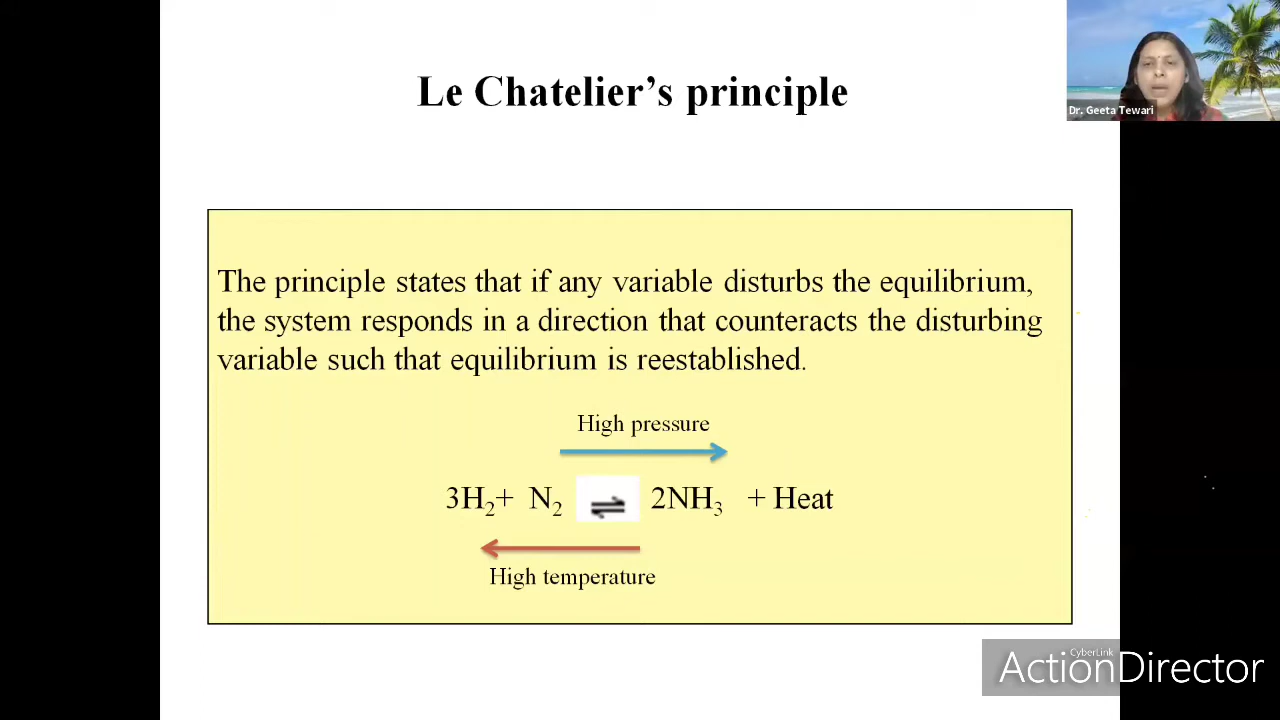 Le Chatelier's principle
Dr. Geeta Tewari
The principle states that if any variable disturbs the equilibrium,
the system responds in a direction that counteracts the disturbing
variable such that equilibrium is reestablished.
High pressure
3H₂+ N₂ ⇌ 2NH₃ + Heat
High temperature
CyberLink
ActionDirector